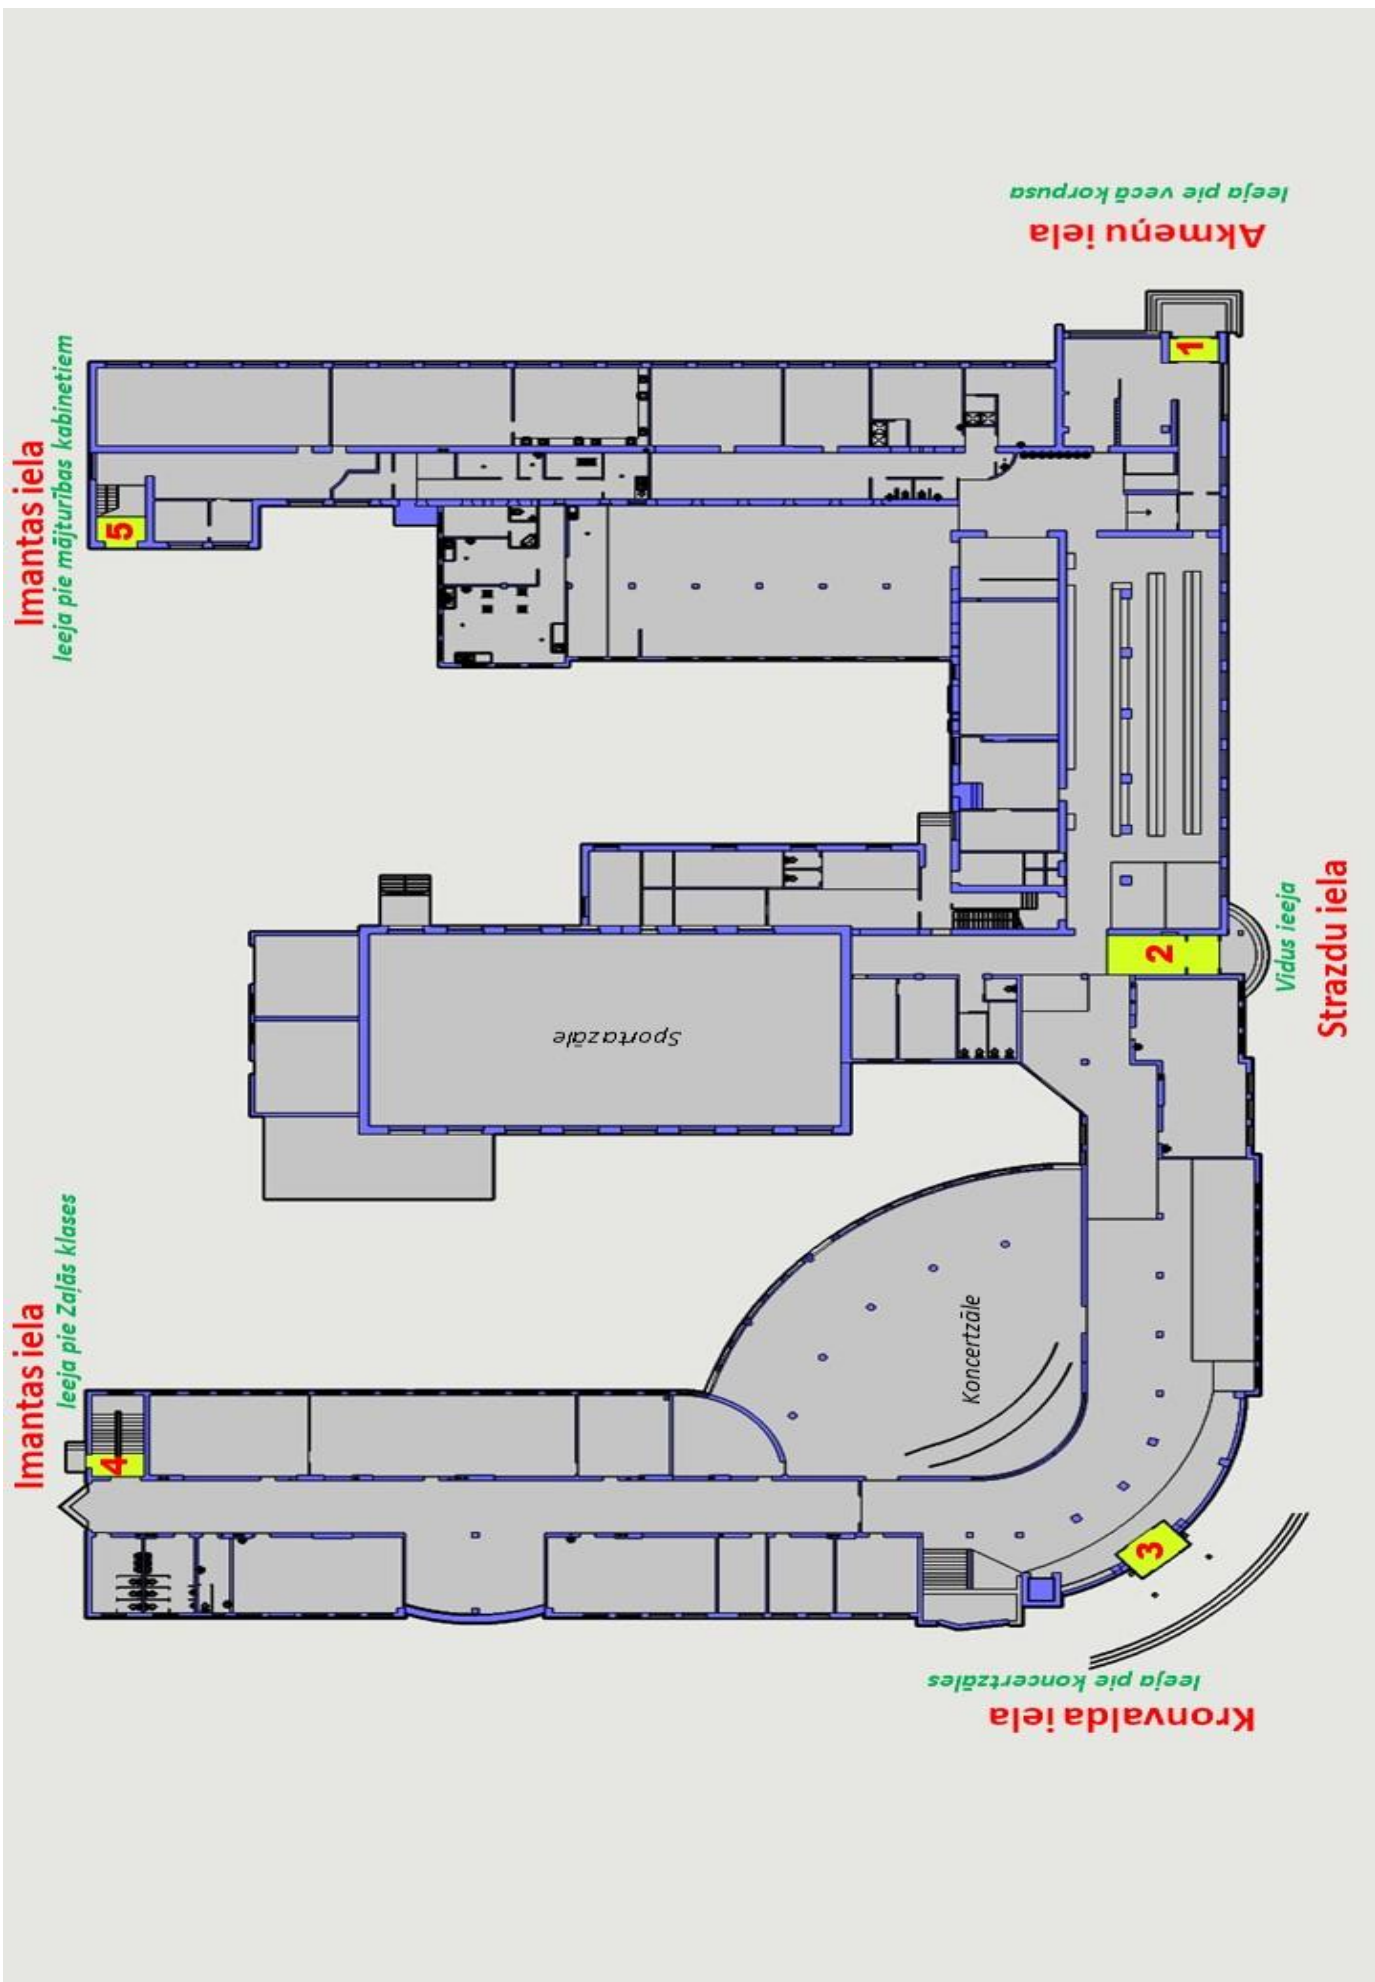 Imantas iela
Ieeja pie mājturības kabinetiem
5
Ieeja pie vecā korpusa
Akmeņu iela
1
Sportazāle
2
Vidus ieeja
Strazdu iela
Imantas iela
Ieeja pie Zaļās klases
4
Koncertzāle
3
Ieeja pie koncertzāles
Kronvalda iela